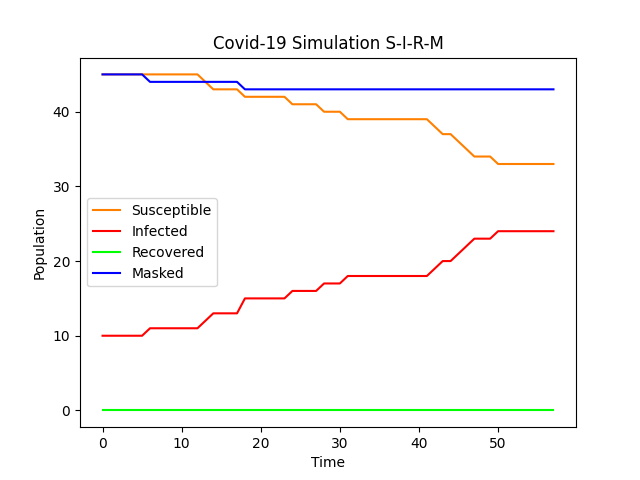 Covid-19 Simulation S-I-R-M
Population
40
30
20
10
0
Susceptible
Infected
Recovered
Masked
0 10 20 30 40 50
Time